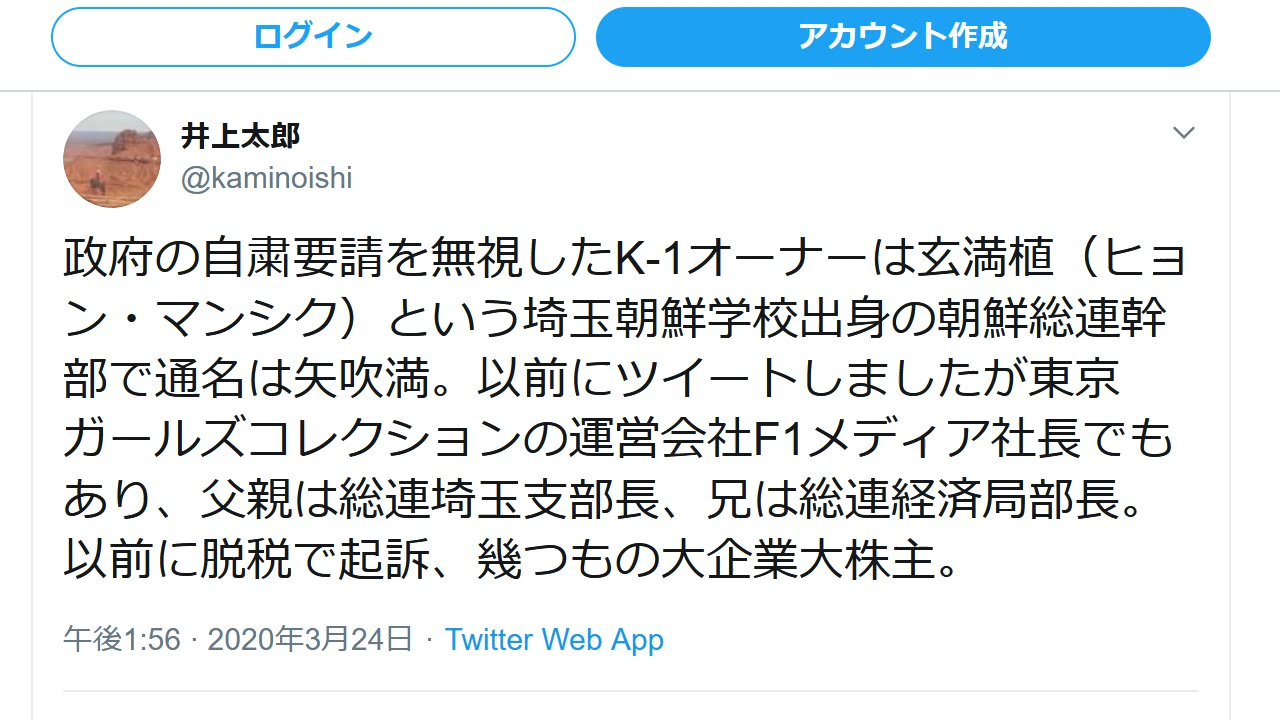 ログイン
アカウント作成
井上太郎
@kaminoishi
政府の自粛要請を無視したK-1オーナーは玄満植（ヒョ
ン・マンシク）という埼玉朝鮮学校出身の朝鮮総連幹
部で通名は矢吹満。以前にツイートしましたが東京
ガールズコレクションの運営会社F1メディア社長でも
あり、父親は総連埼玉支部長、兄は総連経済局部長。
以前に脱税で起訴、幾つもの大企業大株主。
午後1:56 · 2020年3月24日 · Twitter Web App